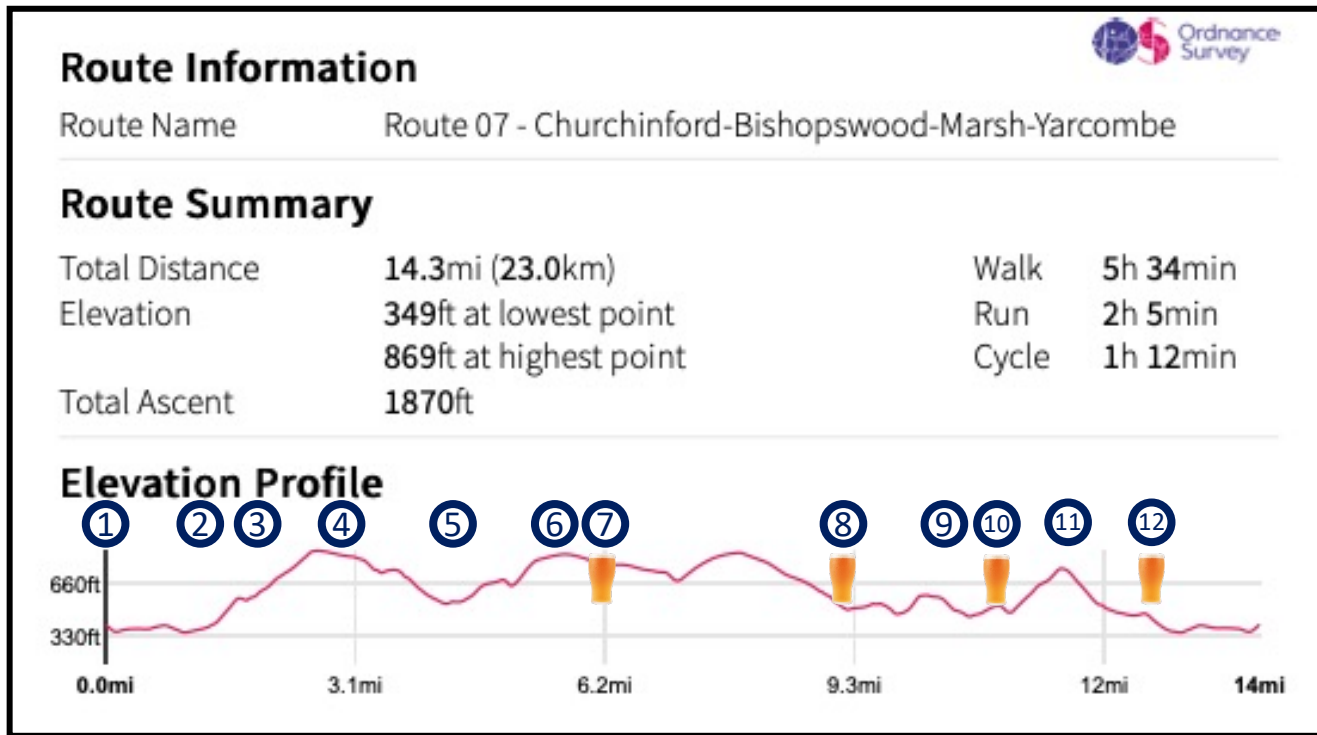 Ordnance
Survey
Route Information
Route Name Route 07 - Churchinford-Bishopswood-Marsh-Yarcombe
Route Summary
Total Distance 14.3mi (23.0km) Walk 5h 34min
Elevation 349ft at lowest point Run 2h 5min
869ft at highest point Cycle 1h 12min
Total Ascent 1870ft
Elevation Profile
1 2 3 4 5 6 7 8 9 10 11 12
660ft
330ft
0.0mi 3.1mi 6.2mi 9.3mi 12mi 14mi